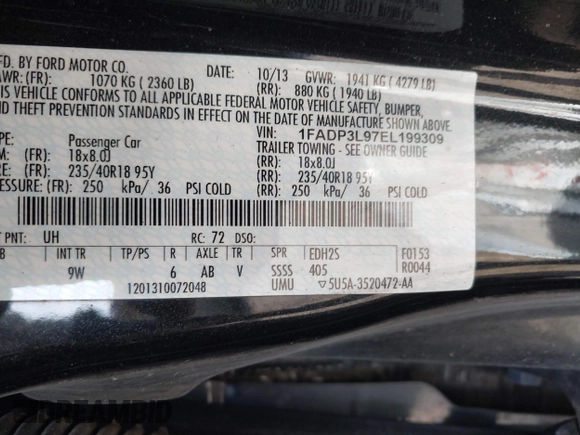 FD. BY FORD MOTOR CO.
DATE: 10/13 GVWR: 1941 KG ( 4279 LB)
AWR: (FR): 1070 KG ( 2360 LB) (RR): 880 KG ( 1940 LB)
IS VEHICLE CONFORMS TO ALL APPLICABLE FEDERAL MOTOR VEHICLE SAFETY, BUMPER,
THEFT PREVENTION STANDARDS IN EFFECT ON THE DATE OF MANUFACTURE SHOWN ABOVE.
VIN: 1FADP3L97EL199309
PE: Passenger Car TRAILER TOWING - SEE OWNER GUIDE
M: (FR): 18x8.0J (RR): 18x8.0J
(FR): 235/40R18 95Y (RR): 235/40R18 95Y
ESSURE: (FR): 250 kPa/ 36 PSI COLD (RR): 250 kPa/ 36 PSI COLD
T PNT: UH RC: 72 DSO:
B INT TR TP/PS R AXLE TR SPR EDH2S F0153
9W 6 AB V SSSS 405 R0044
1201310072048 UMU ▽5U5A-3520472-AA
DREAMBID